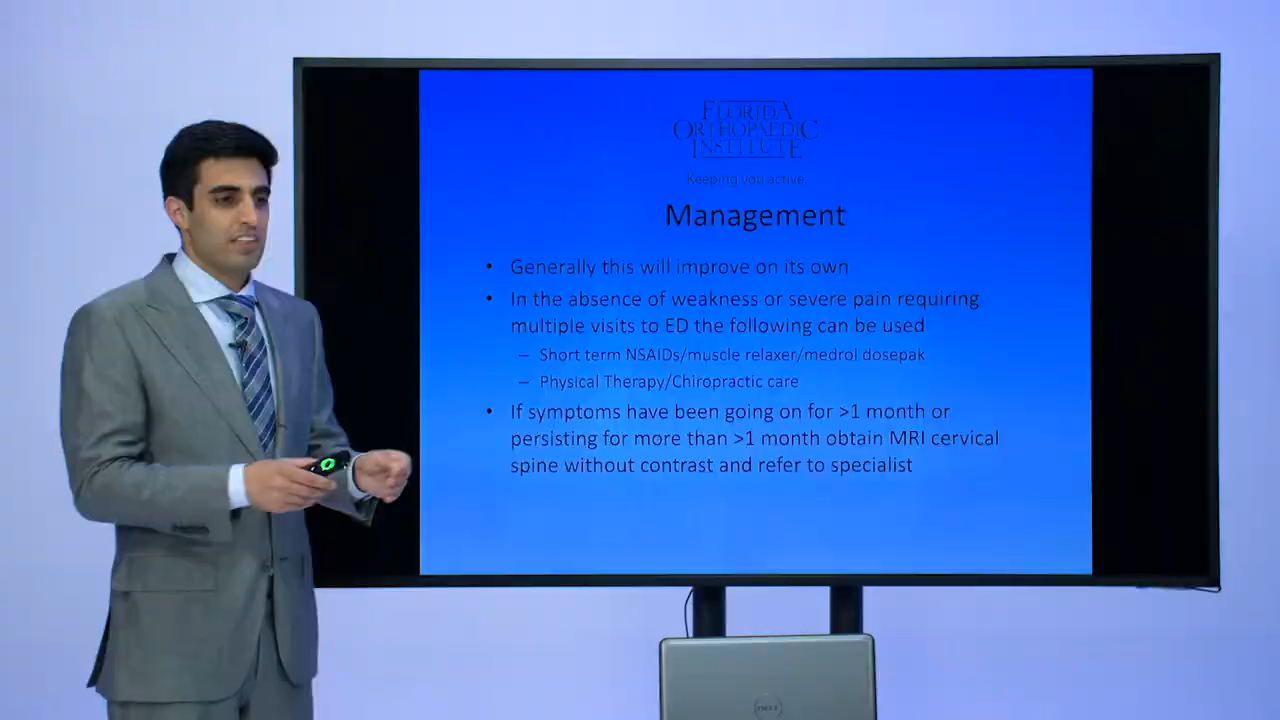 FLORIDA
ORTHOPAEDIC
INSTITUTE
Keeping you active.
Management
• Generally this will improve on its own
• In the absence of weakness or severe pain requiring
multiple visits to ED the following can be used
– Short term NSAIDs/muscle relaxer/medrol dosepak
– Physical Therapy/Chiropractic care
• If symptoms have been going on for >1 month or
persisting for more than >1 month obtain MRI cervical
spine without contrast and refer to specialist
DELL